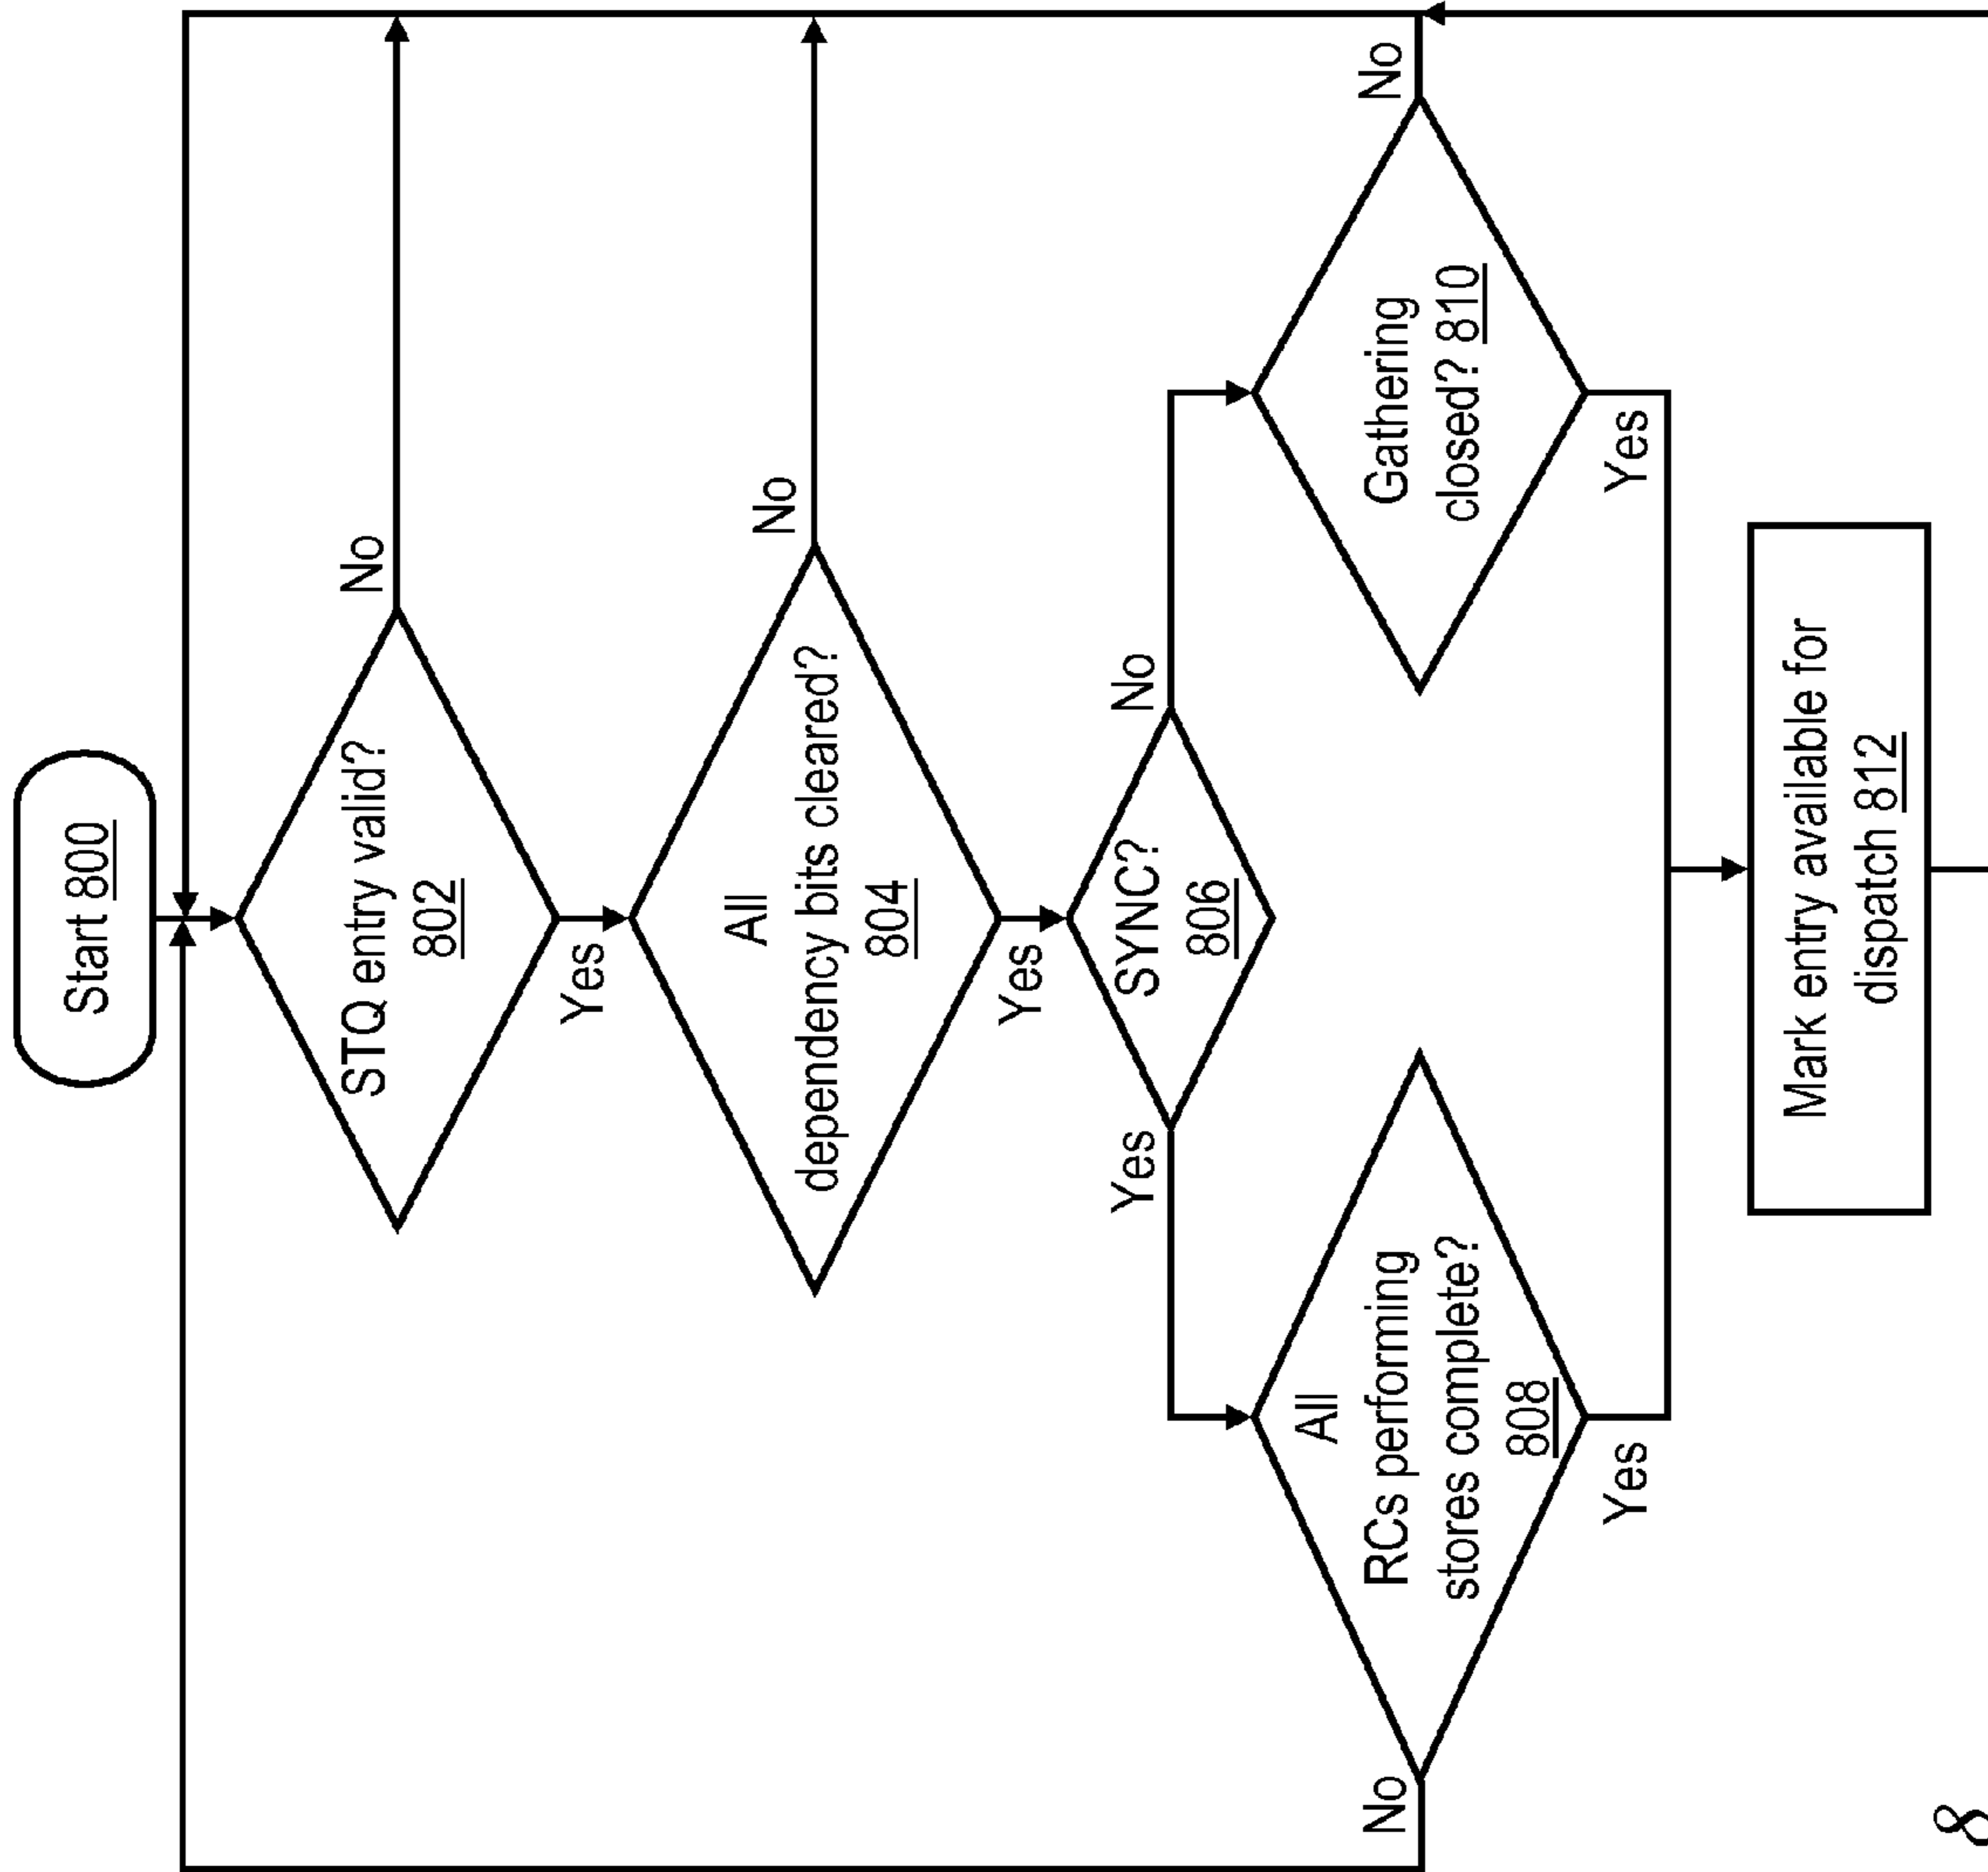 Start 800
STQ entry valid?
802
No
Yes
All
dependency bits cleared?
804
No
Yes
SYNC?
806
Yes
No
All
RCs performing
stores complete?
808
No
Yes
Gathering
closed? 810
No
Yes
Mark entry available for
dispatch 812
8